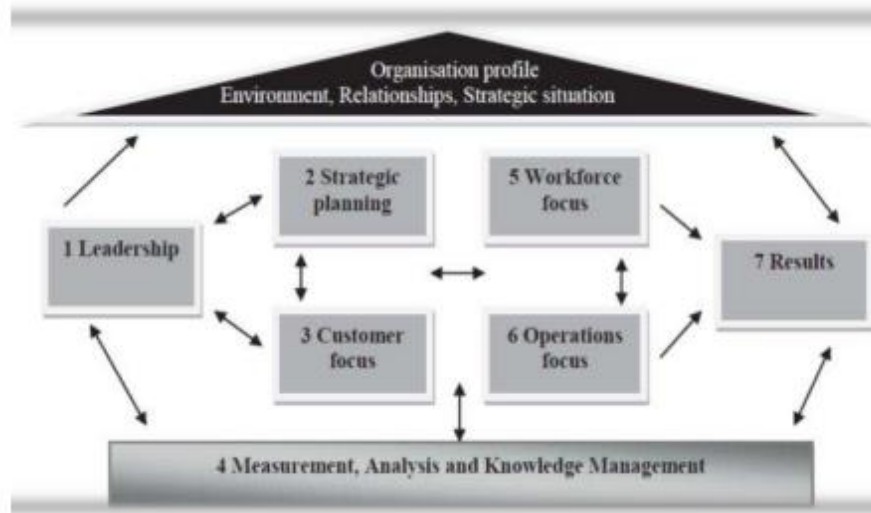 Organisation profile
Environment, Relationships, Strategic situation
2 Strategic
planning
5 Workforce
focus
1 Leadership
7 Results
3 Customer
focus
6 Operations
focus
4 Measurement, Analysis and Knowledge Management